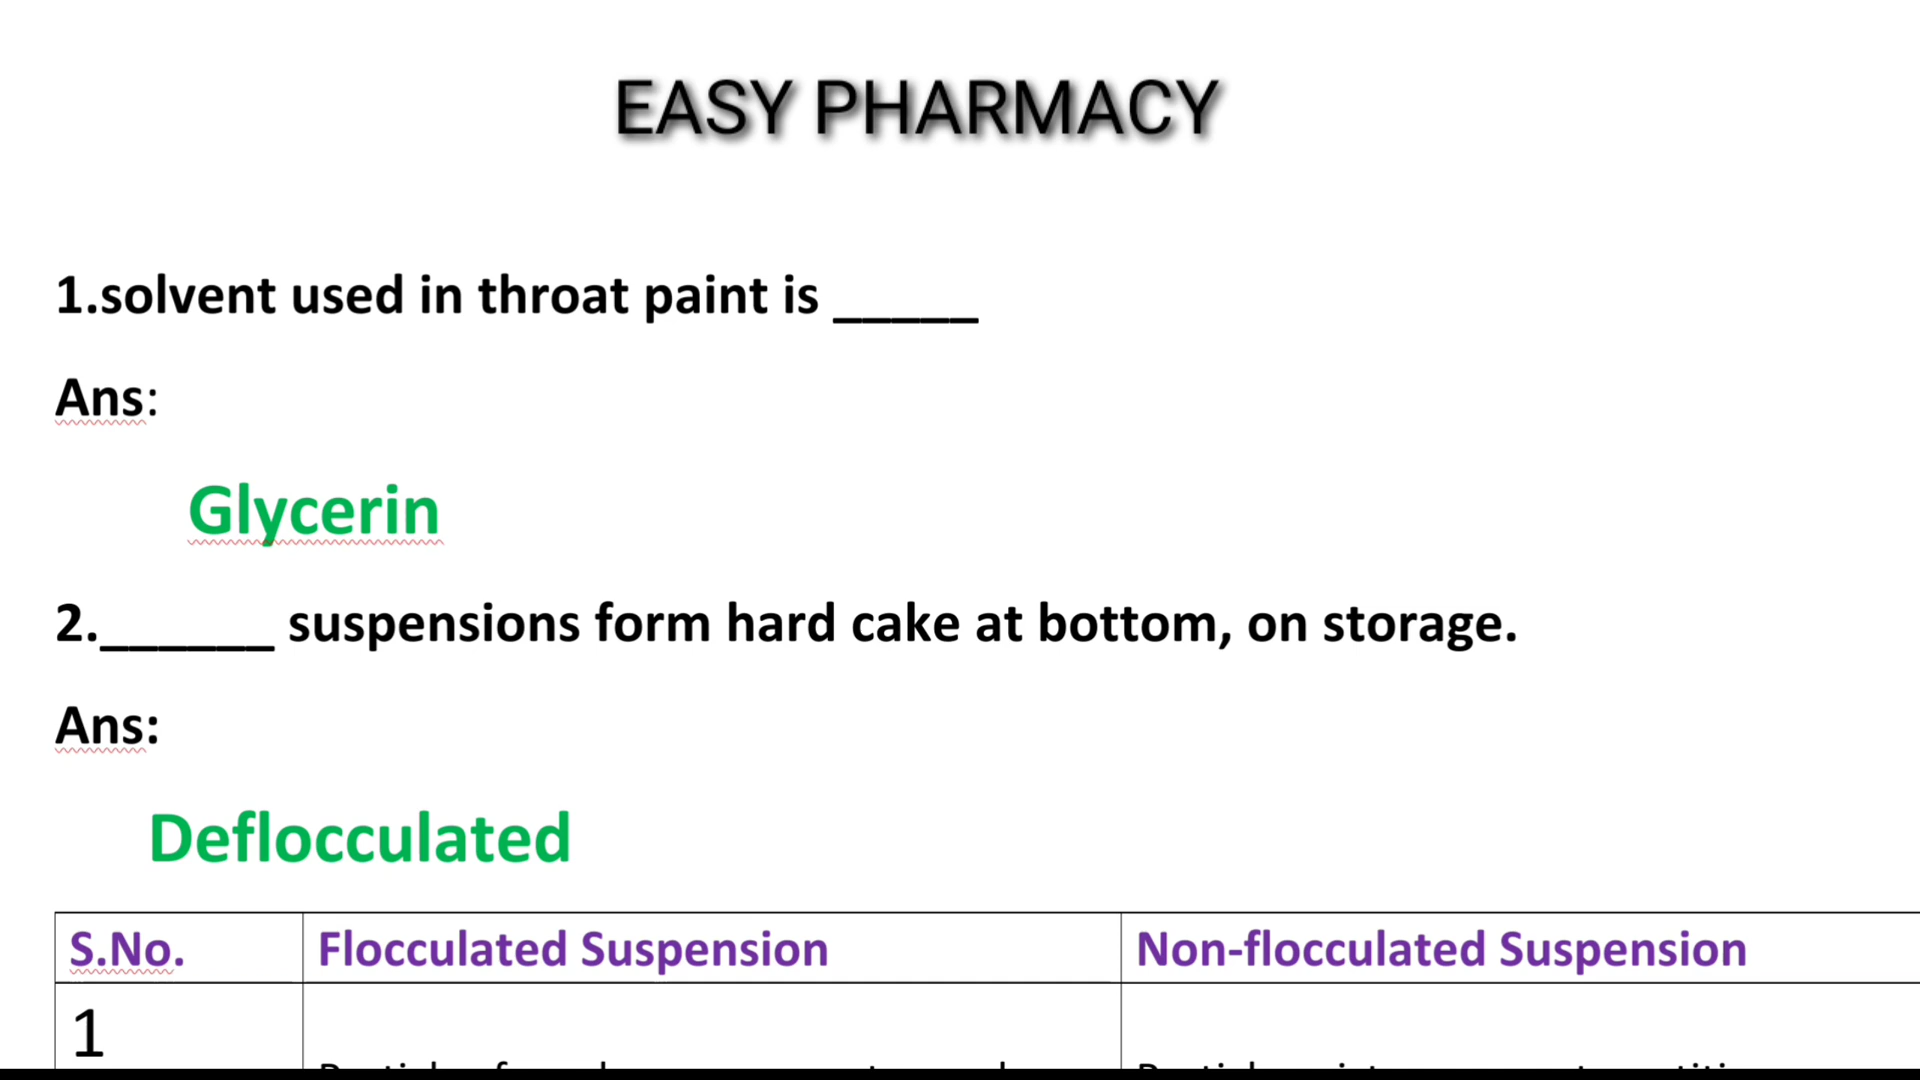 EASY PHARMACY
1.solvent used in throat paint is _____
Ans:
Glycerin
2.______ suspensions form hard cake at bottom, on storage.
Ans:
Deflocculated
S.No. Flocculated Suspension Non-flocculated Suspension
1